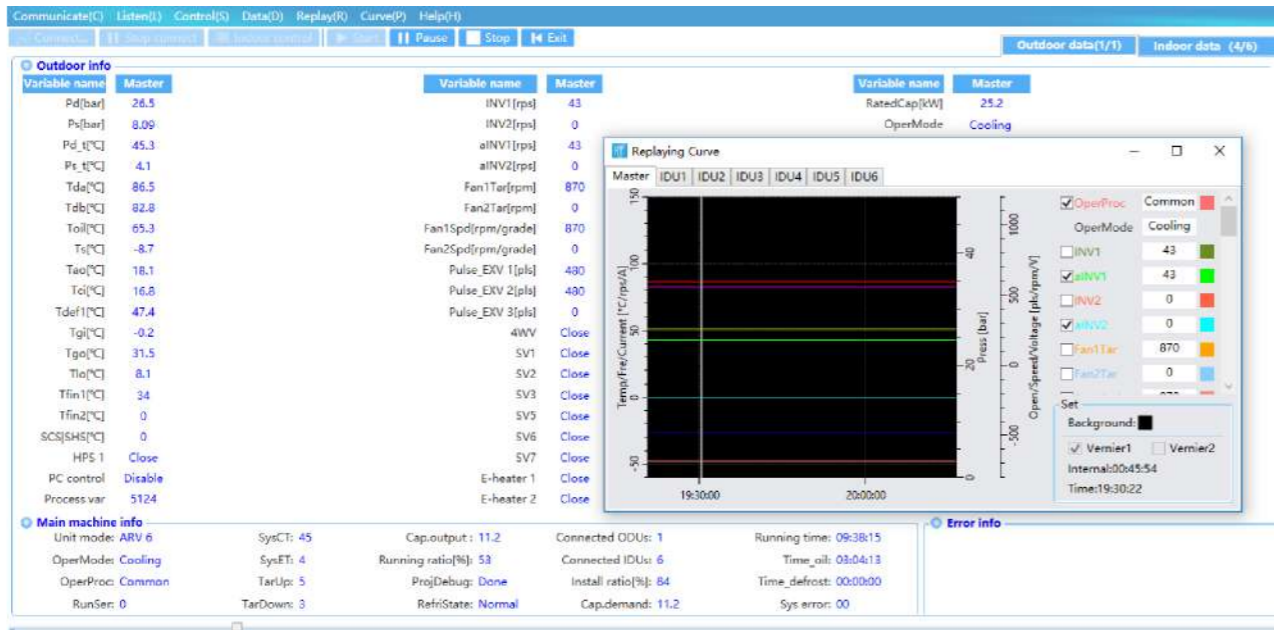 Communicate(C) Listen(L) Control(S) Data(D) Replay(R) Curve(P) Help(H)
Connect... Stop connect Indoor control Start Pause Stop Exit
Outdoor data(1/1) Indoor data (4/6)
Outdoor info
Variable name Master Variable name Master Variable name Master
Pd[bar] 26.5 INV1[rps] 43 RatedCap[kW] 25.2
Ps[bar] 8.09 INV2[rps] 0 OperMode Cooling
Pd_t[°C] 45.3 aINV1[rps] 43
Ps_t[°C] 4.1 aINV2[rps] 0
Tda[°C] 86.5 Fan1Tar[rpm] 870
Tdb[°C] 82.8 Fan2Tar[rpm] 0
Toil[°C] 65.3 Fan1Spd[rpm/grade] 870
Ts[°C] -8.7 Fan2Spd[rpm/grade] 0
Tao[°C] 18.1 Pulse_EXV 1[pls] 480
Tci[°C] 16.8 Pulse_EXV 2[pls] 480
Tdef1[°C] 47.4 Pulse_EXV 3[pls] 0
Tgi[°C] -0.2 4WV Close
Tgo[°C] 31.5 SV1 Close
Tlo[°C] 8.1 SV2 Close
Tfin1[°C] 34 SV3 Close
Tfin2[°C] 0 SV5 Close
SCS|SHS[°C] 0 SV6 Close
HPS 1 Close SV7 Close
PC control Disable E-heater 1 Close
Process var 5124 E-heater 2 Close
Replaying Curve
Master IDU1 IDU2 IDU3 IDU4 IDU5 IDU6
Temp/Fre/Current [°C/rps/A]
150
100
50
0
-50
19:30:00 20:00:00
Press [bar]
40
20
0
Open/Speed/Voltage [pls/rpm/V]
1000
500
0
-500
OperProc Common
OperMode Cooling
INV1 43
aINV1 43
INV2 0
aINV2 0
Fan1Tar 870
Fan2Tar 0
Set
Background:
Vernier1 Vernier2
Internal:00:45:54
Time:19:30:22
Main machine info
Unit mode: ARV 6 SysCT: 45 Cap.output : 11.2 Connected ODUs: 1 Running time: 09:38:15
OperMode: Cooling SysET: 4 Running ratio[%]: 53 Connected IDUs: 6 Time_oil: 03:04:13
OperProc: Common TarUp: 5 ProjDebug: Done Install ratio[%]: 84 Time_defrost: 00:00:00
RunSer: 0 TarDown: 3 RefriState: Normal Cap.demand: 11.2 Sys error: 00
Error info